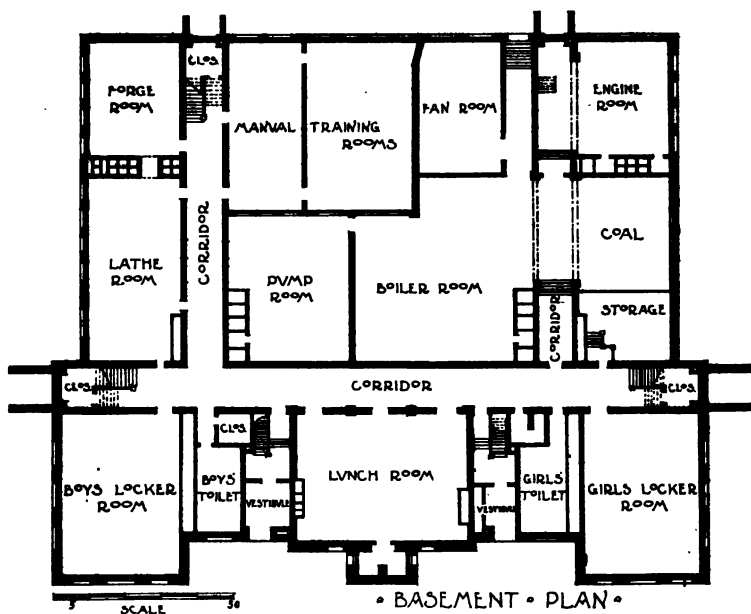 CLOS.
FORGE
ROOM
MANUAL TRAINING
ROOMS
FAN ROOM
ENGINE
ROOM
CORRIDOR
LATHE
ROOM
PUMP
ROOM
BOILER ROOM
COAL
STORAGE
CORRIDOR
CLOS.
CORRIDOR
CLOS.
CLOS.
BOYS LOCKER
ROOM
BOYS'
TOILET
VESTIBULE
LUNCH ROOM
VESTIBULE
GIRLS'
TOILET
GIRLS LOCKER
ROOM
5 50
SCALE
• BASEMENT • PLAN •